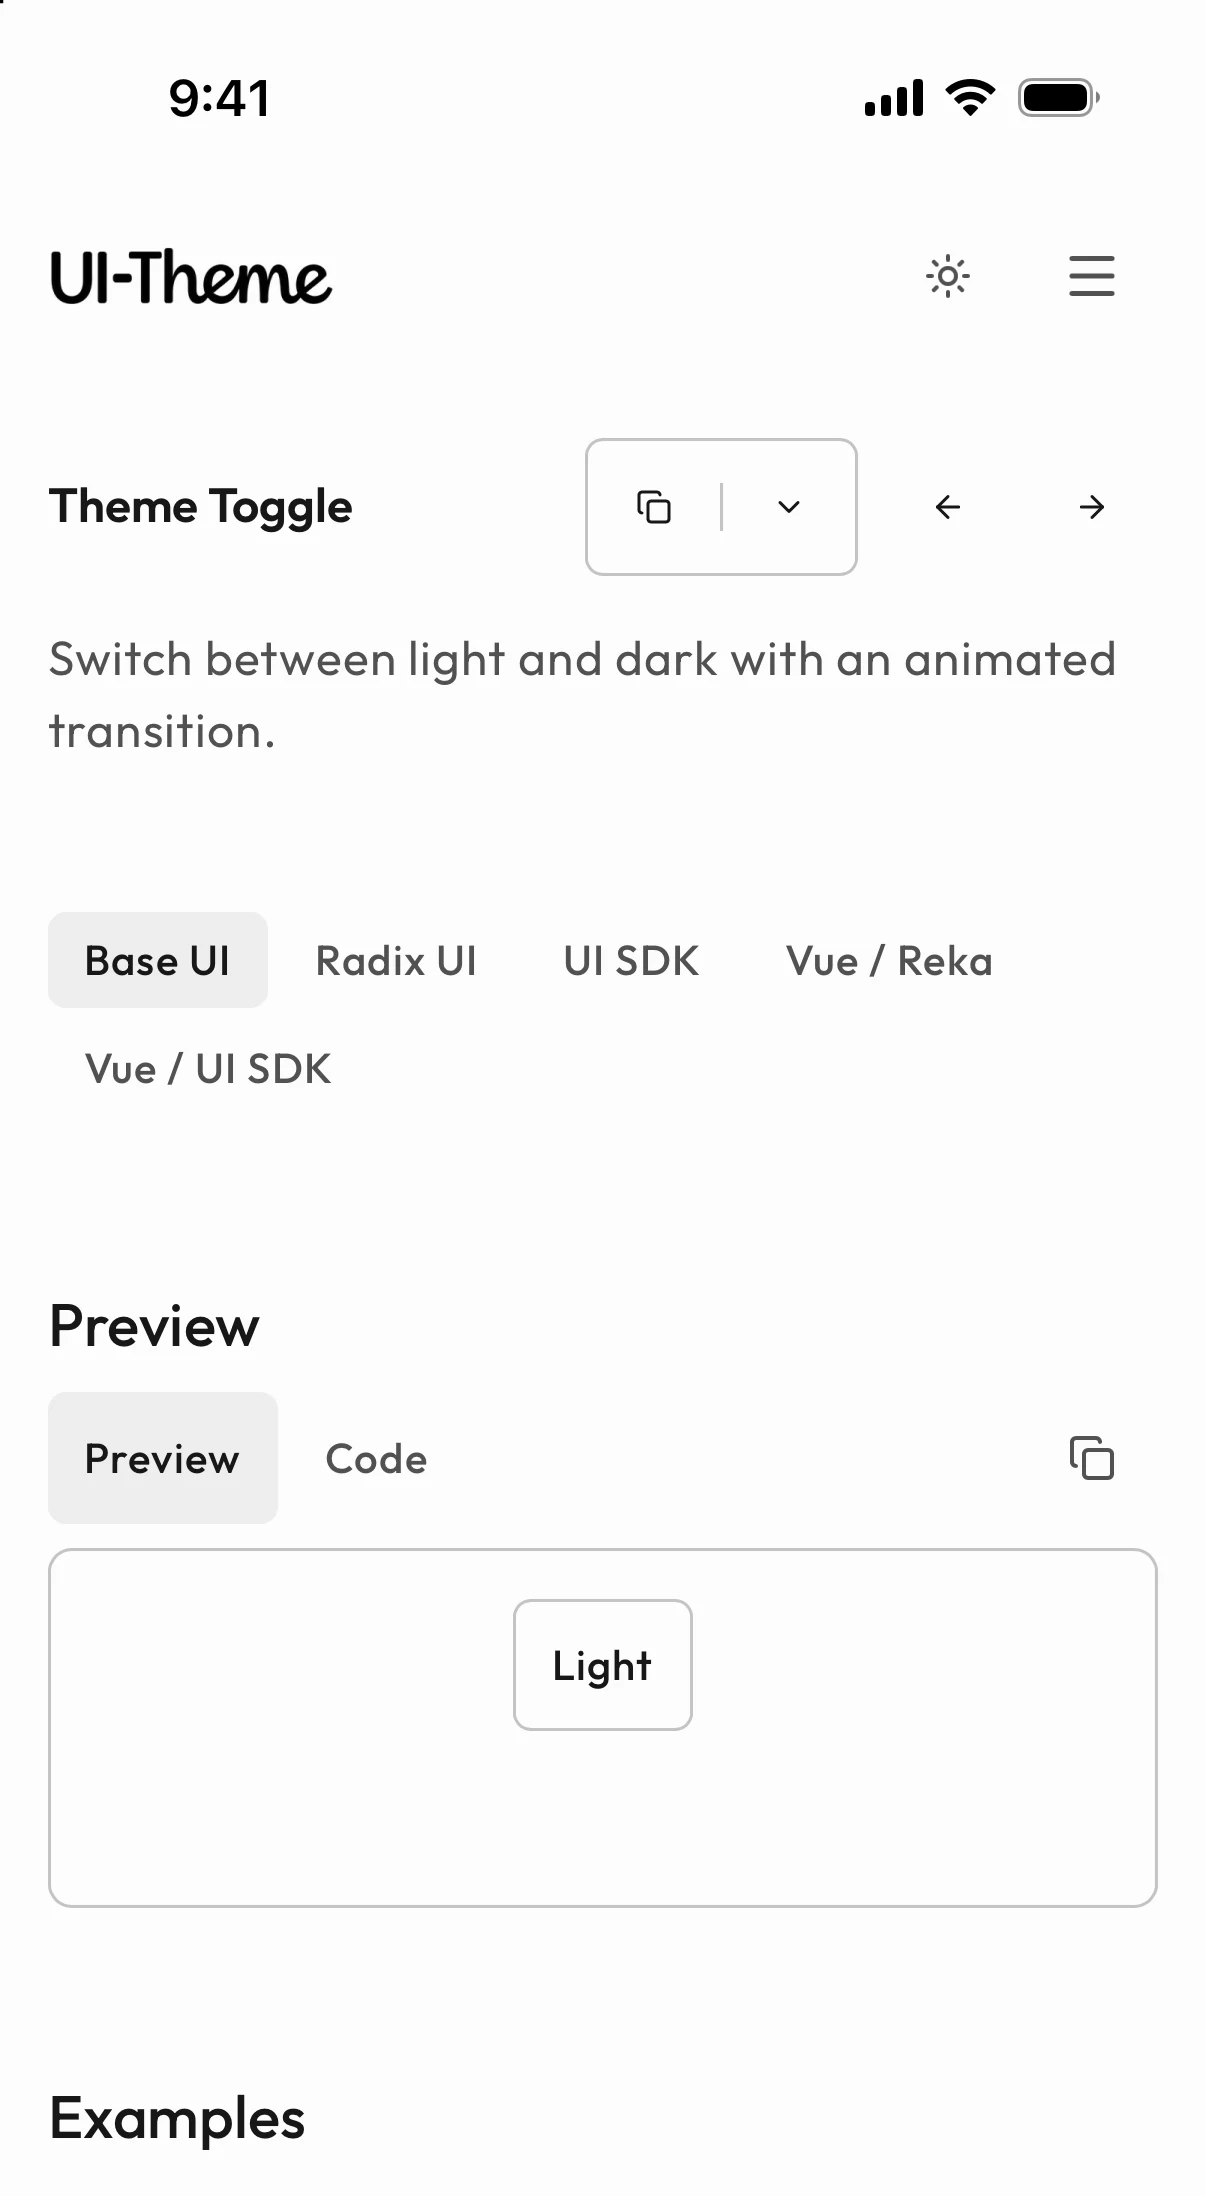 9:41
UI-Theme
Theme Toggle
Switch between light and dark with an animated
transition.
Base UI Radix UI UI SDK Vue / Reka
Vue / UI SDK
Preview
Preview Code
Light
Examples